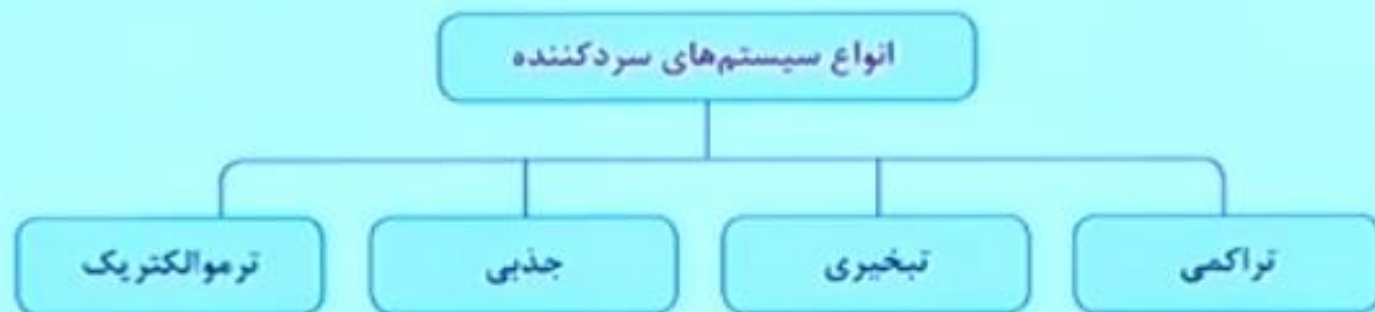 انواع سیستم‌های سردکننده
تراکمی
تبخیری
جذبی
ترموالکتریک